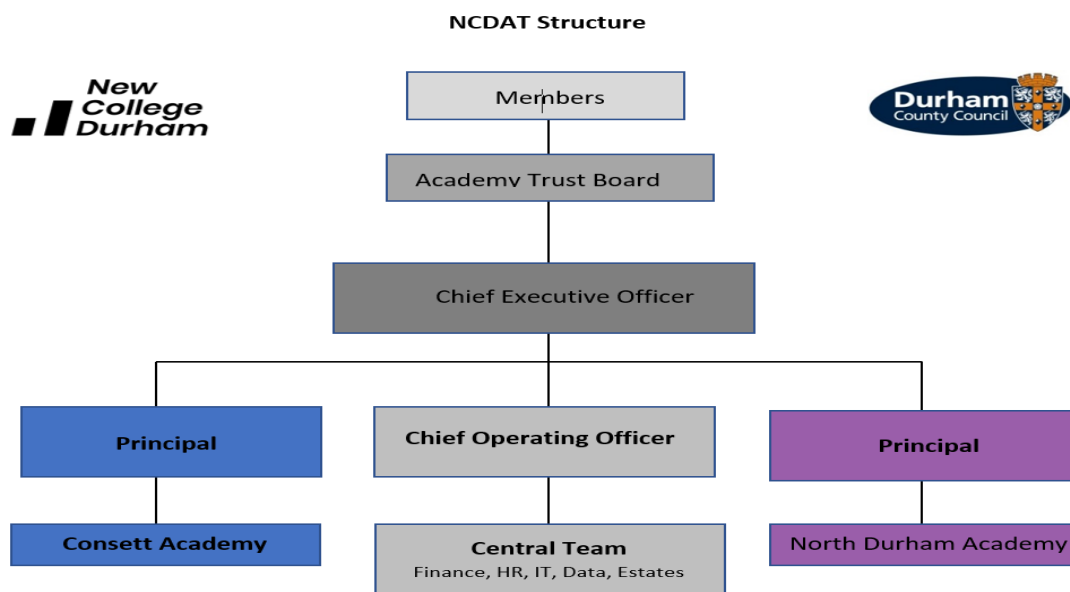 NCDAT Structure
New
College
Durham
Members
Durham
County Council
Academy Trust Board
Chief Executive Officer
Principal
Chief Operating Officer
Principal
Consett Academy
Central Team
Finance, HR, IT, Data, Estates
North Durham Academy